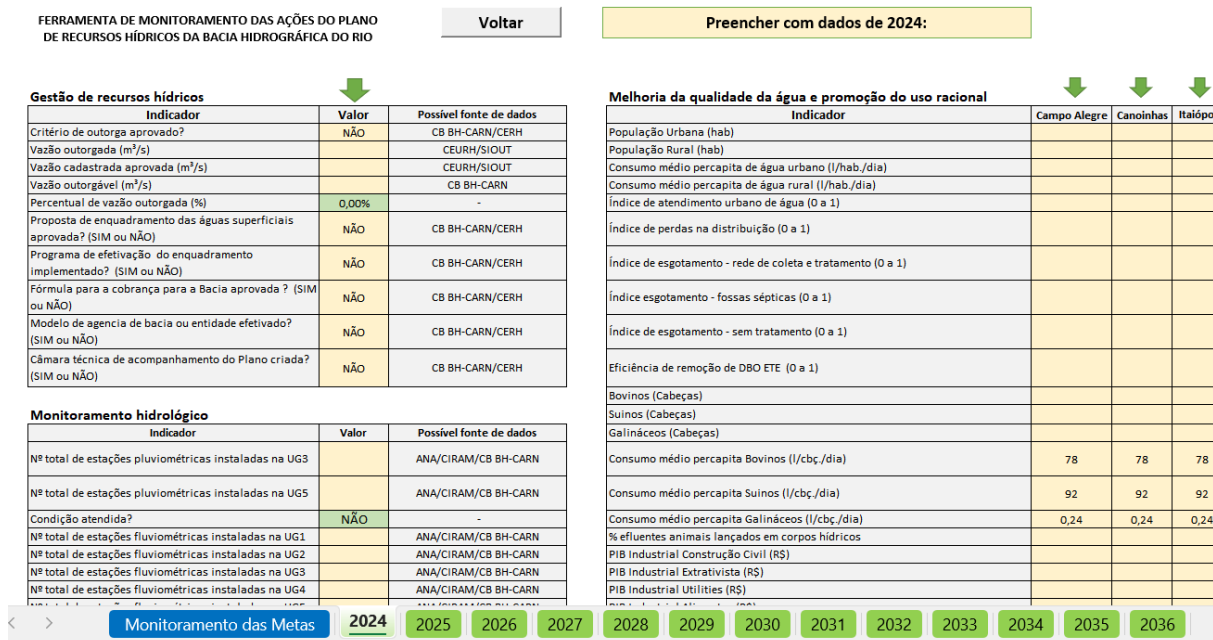 FERRAMENTA DE MONITORAMENTO DAS AÇÕES DO PLANO
DE RECURSOS HÍDRICOS DA BACIA HIDROGRÁFICA DO RIO
Voltar
Preencher com dados de 2024:
Gestão de recursos hídricos
Indicador Valor Possível fonte de dados
Critério de outorga aprovado? NÃO CB BH-CARN/CERH
Vazão outorgada (m³/s) CEURH/SIOUT
Vazão cadastrada aprovada (m³/s) CEURH/SIOUT
Vazão outorgável (m³/s) CB BH-CARN
Percentual de vazão outorgada (%) 0,00% -
Proposta de enquadramento das águas superficiais
aprovada? (SIM ou NÃO) NÃO CB BH-CARN/CERH
Programa de efetivação do enquadramento
implementado? (SIM ou NÃO) NÃO CB BH-CARN/CERH
Fórmula para a cobrança para a Bacia aprovada ? (SIM
ou NÃO) NÃO CB BH-CARN/CERH
Modelo de agencia de bacia ou entidade efetivado?
(SIM ou NÃO) NÃO CB BH-CARN/CERH
Câmara técnica de acompanhamento do Plano criada?
(SIM ou NÃO) NÃO CB BH-CARN/CERH
Monitoramento hidrológico
Indicador Valor Possível fonte de dados
Nº total de estações pluviométricas instaladas na UG3 ANA/CIRAM/CB BH-CARN
Nº total de estações pluviométricas instaladas na UG5 ANA/CIRAM/CB BH-CARN
Condição atendida? NÃO -
Nº total de estações fluviométricas instaladas na UG1 ANA/CIRAM/CB BH-CARN
Nº total de estações fluviométricas instaladas na UG2 ANA/CIRAM/CB BH-CARN
Nº total de estações fluviométricas instaladas na UG3 ANA/CIRAM/CB BH-CARN
Nº total de estações fluviométricas instaladas na UG4 ANA/CIRAM/CB BH-CARN
Melhoria da qualidade da água e promoção do uso racional
Indicador Campo Alegre Canoinhas Itaiópo
População Urbana (hab)
População Rural (hab)
Consumo médio percapita de água urbano (l/hab./dia)
Consumo médio percapita de água rural (l/hab./dia)
Índice de atendimento urbano de água (0 a 1)
Índice de perdas na distribuição (0 a 1)
Índice de esgotamento - rede de coleta e tratamento (0 a 1)
Índice esgotamento - fossas sépticas (0 a 1)
Índice de esgotamento - sem tratamento (0 a 1)
Eficiência de remoção de DBO ETE (0 a 1)
Bovinos (Cabeças)
Suinos (Cabeças)
Galináceos (Cabeças)
Consumo médio percapita Bovinos (l/cbç./dia) 78 78 78
Consumo médio percapita Suinos (l/cbç./dia) 92 92 92
Consumo médio percapita Galináceos (l/cbç./dia) 0,24 0,24 0,24
% efluentes animais lançados em corpos hídricos
PIB Industrial Construção Civil (R$)
PIB Industrial Extrativista (R$)
PIB Industrial Utilities (R$)
Monitoramento das Metas 2024 2025 2026 2027 2028 2029 2030 2031 2032 2033 2034 2035 2036